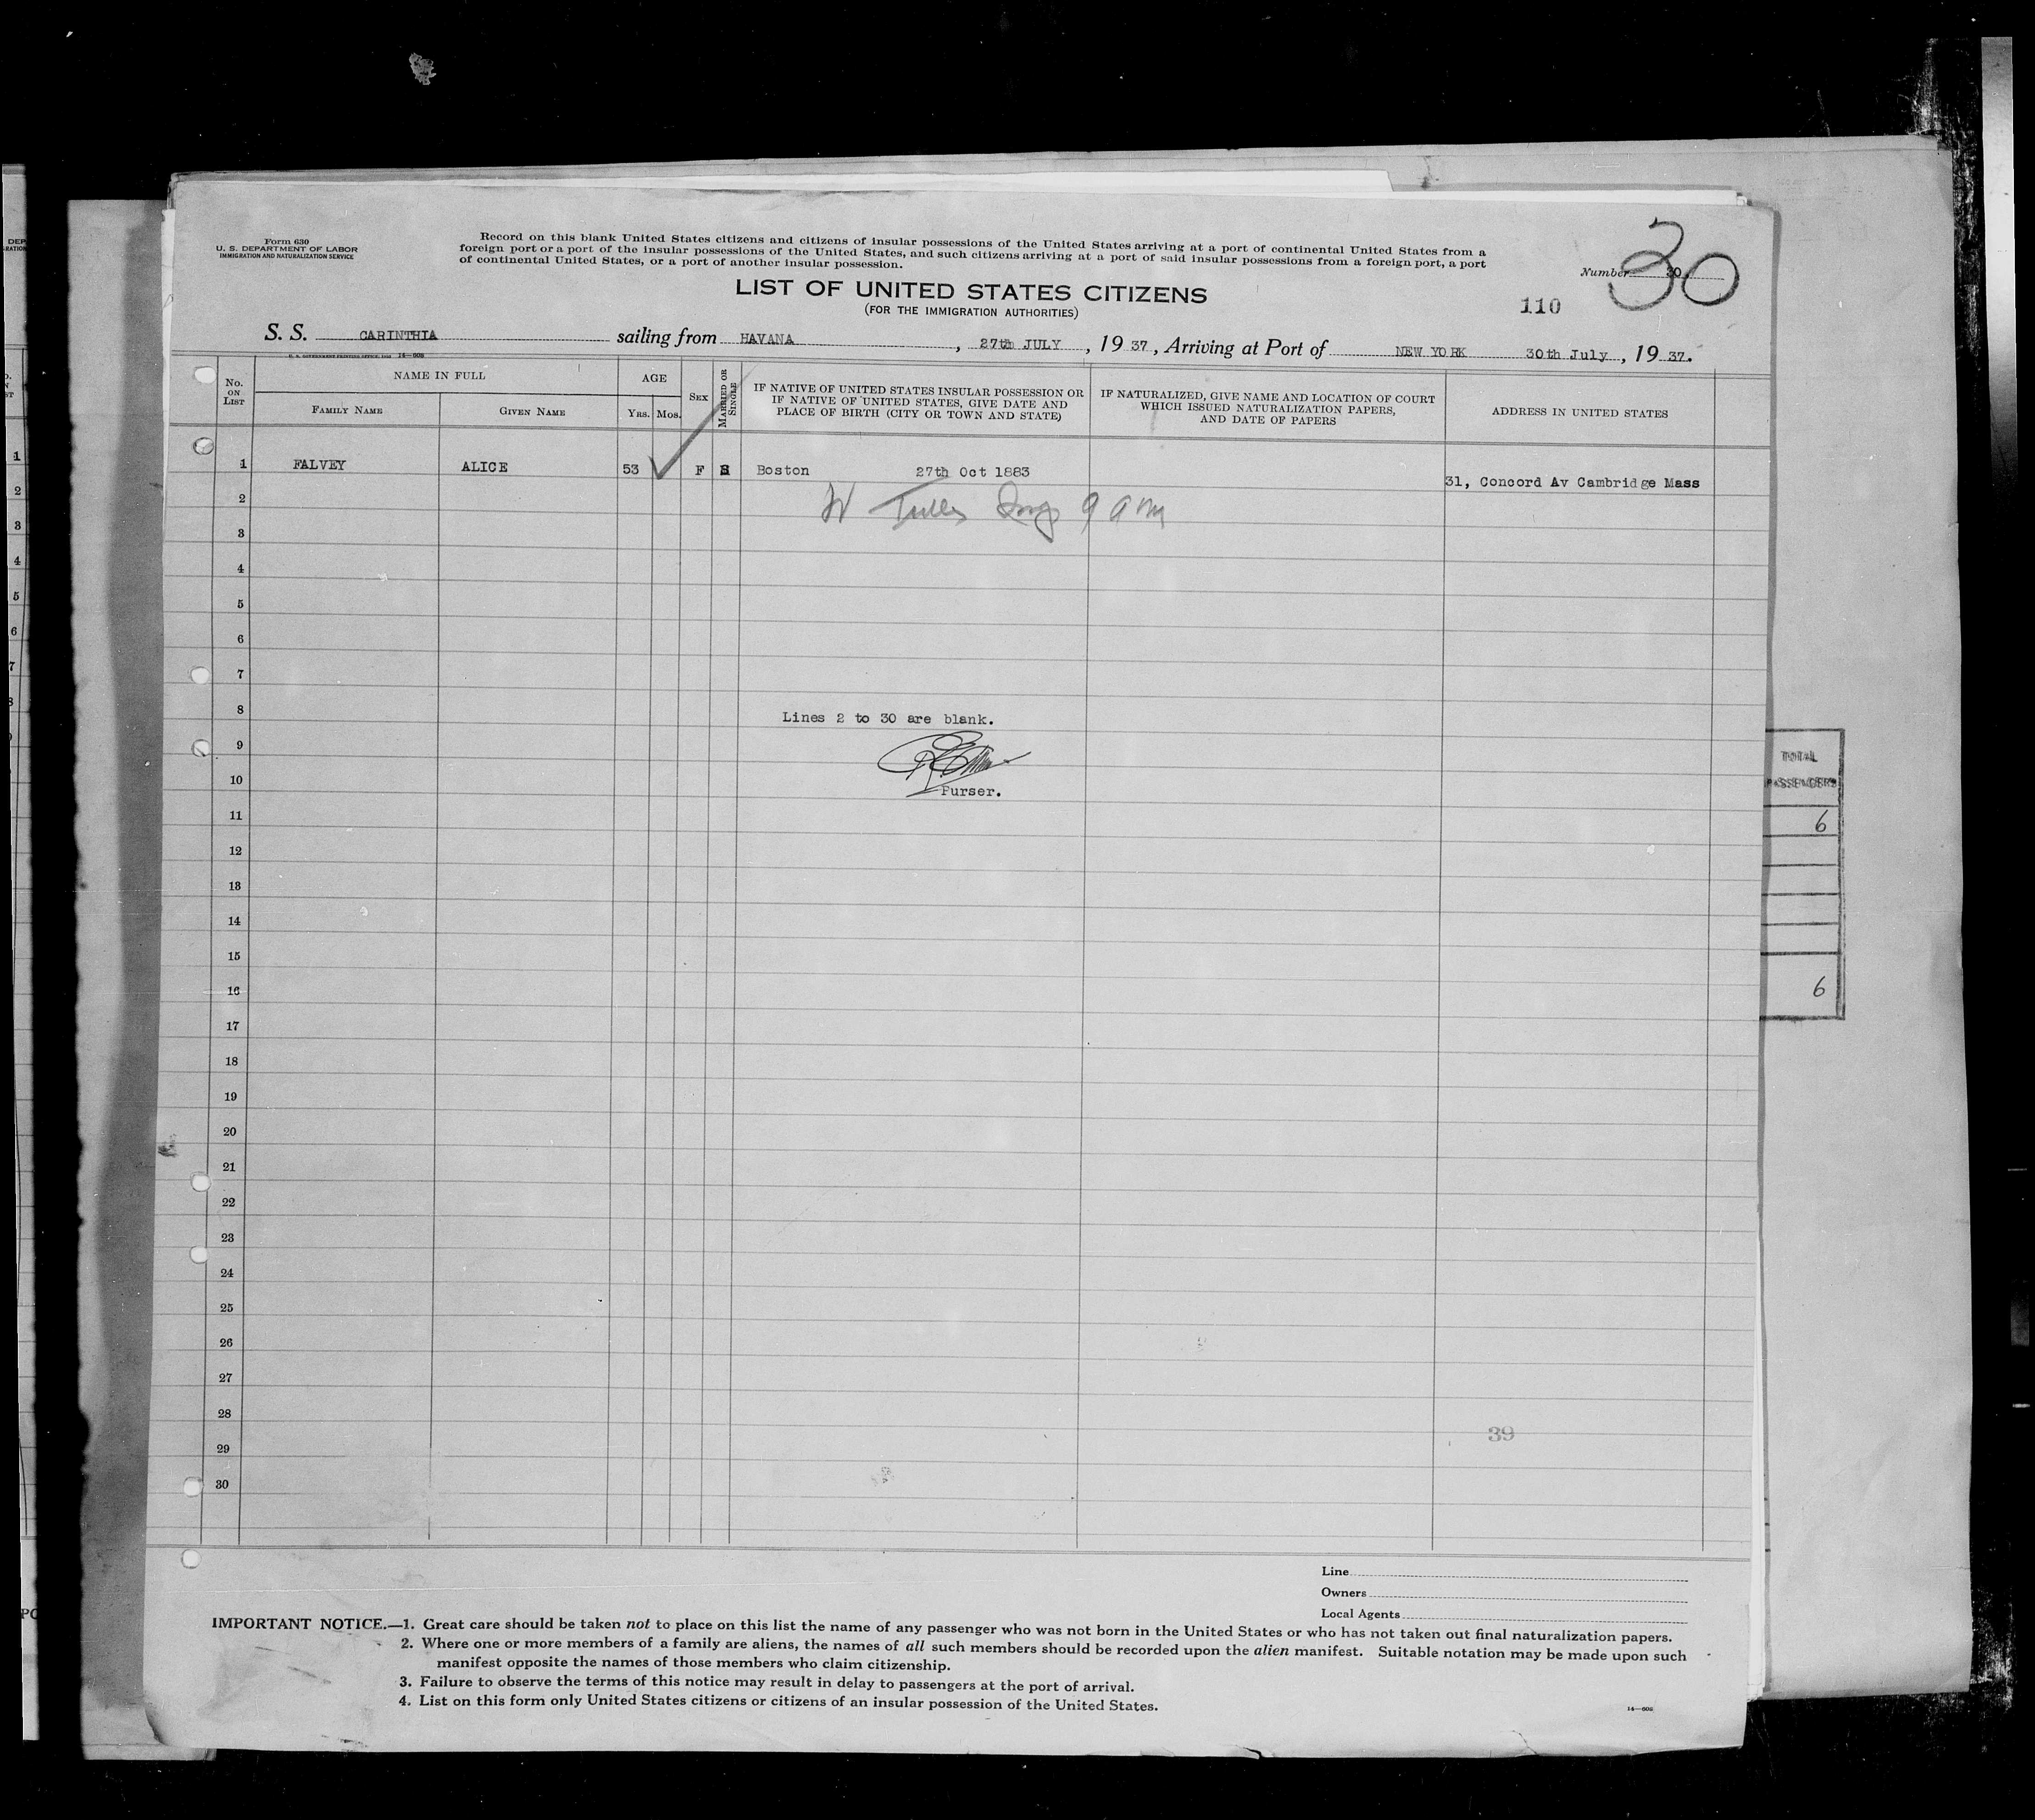 Form 630
U. S. DEPARTMENT OF LABOR
IMMIGRATION AND NATURALIZATION SERVICE
Record on this blank United States citizens and citizens of insular possessions of the United States arriving at a port of continental United States from a
foreign port or a port of the insular possessions of the United States, and such citizens arriving at a port of said insular possessions from a foreign port, a port
of continental United States, or a port of another insular possession.
Number 30
30
LIST OF UNITED STATES CITIZENS
(FOR THE IMMIGRATION AUTHORITIES)
110
S. S. CARINTHIA sailing from HAVANA, 27th JULY, 19 37, Arriving at Port of NEW YORK 30th July, 19 37.
U. S. GOVERNMENT PRINTING OFFICE 14—608
No. ON LIST
NAME IN FULL
FAMILY NAME
GIVEN NAME
AGE
YRS. MOS.
SEX
MARRIED OR SINGLE
IF NATIVE OF UNITED STATES INSULAR POSSESSION OR
IF NATIVE OF UNITED STATES, GIVE DATE AND
PLACE OF BIRTH (CITY OR TOWN AND STATE)
IF NATURALIZED, GIVE NAME AND LOCATION OF COURT
WHICH ISSUED NATURALIZATION PAPERS,
AND DATE OF PAPERS
ADDRESS IN UNITED STATES
1 FALVEY ALICE 53 F S Boston 27th Oct 1883 31, Concord Av Cambridge Mass
9 am
2
3
4
5
6
7
8
Lines 2 to 30 are blank.
9
10
Purser.
11
12
13
14
15
16
17
18
19
20
21
22
23
24
25
26
27
28
39
29
30
Line
Owners
Local Agents
IMPORTANT NOTICE.—1. Great care should be taken not to place on this list the name of any passenger who was not born in the United States or who has not taken out final naturalization papers.
2. Where one or more members of a family are aliens, the names of all such members should be recorded upon the alien manifest. Suitable notation may be made upon such
manifest opposite the names of those members who claim citizenship.
3. Failure to observe the terms of this notice may result in delay to passengers at the port of arrival.
4. List on this form only United States citizens or citizens of an insular possession of the United States.
14—608
TOTAL
PASSENGERS
6
6